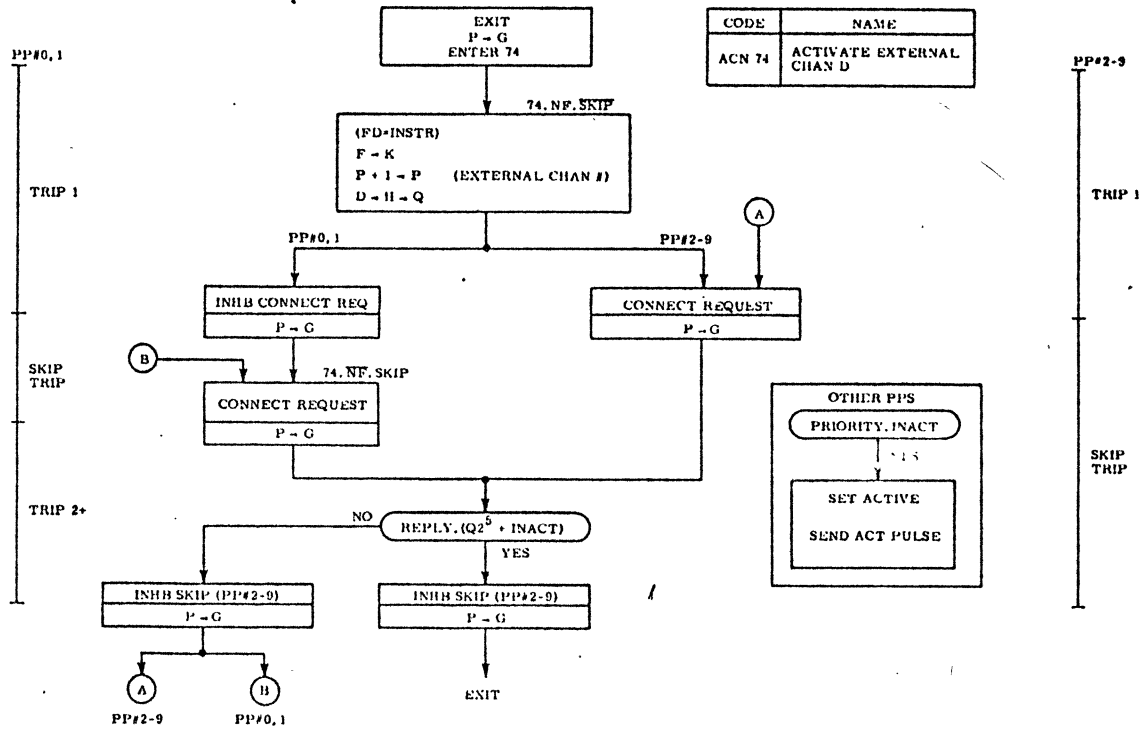 EXIT
P → G
ENTER 74
CODE NAME
ACN 74 ACTIVATE EXTERNAL
CHAN D
PP#0,1
PP#2-9
74. NF. S̅K̅I̅P̅
(FD=INSTR)
F → K
P + 1 → P (EXTERNAL CHAN #)
D → H → Q
TRIP 1
TRIP 1
A
PP#0,1
PP#2-9
INHB CONNECT REQ
P → G
CONNECT REQUEST
P → G
B
SKIP
TRIP
74. N̅F̅. SKIP
CONNECT REQUEST
P → G
OTHER PPS
PRIORITY. INACT
SET ACTIVE
SEND ACT PULSE
SKIP
TRIP
TRIP 2+
NO
REPLY. (Q2⁵ + INACT)
YES
INHB SKIP (PP#2-9)
P → G
INHB SKIP (PP#2-9)
P → G
A
B
EXIT
PP#2-9
PP#0,1